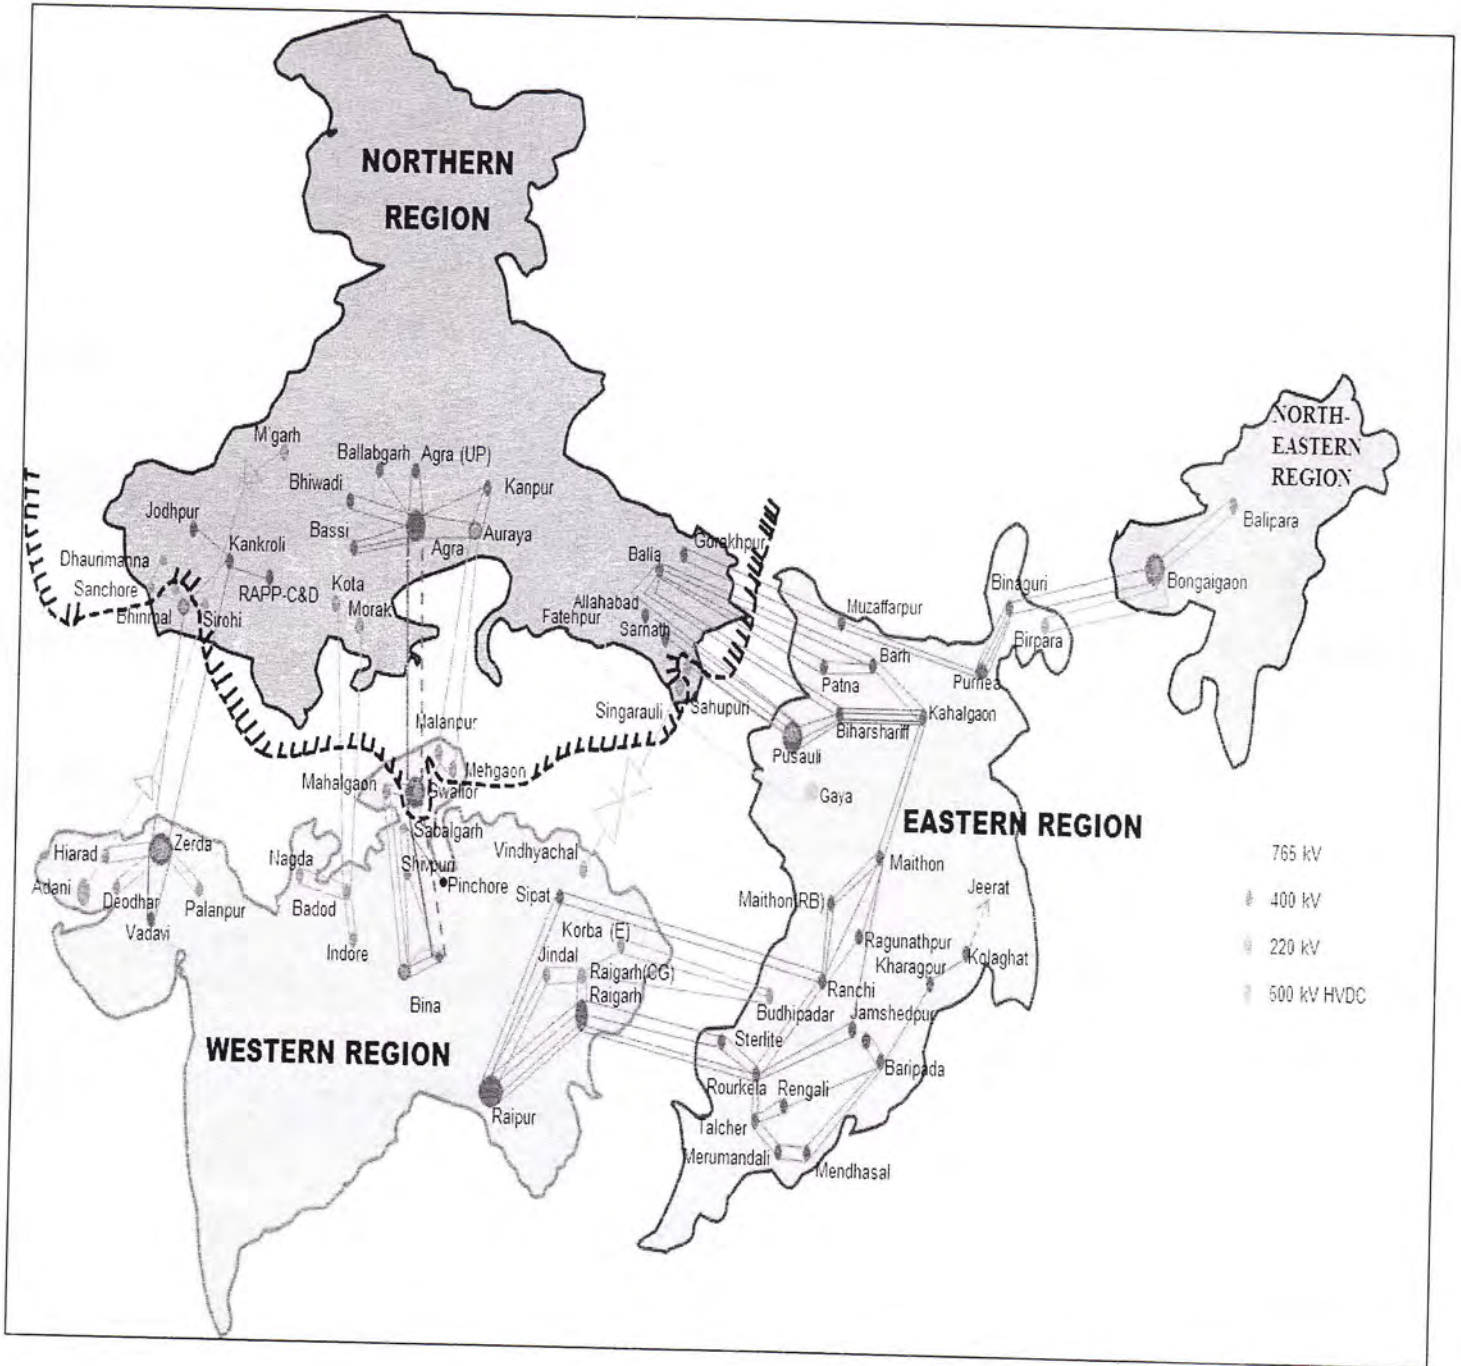 NORTHERN
REGION
NORTH-
EASTERN
REGION
M'garh
Ballabgarh
Agra (UP)
Bhiwadi
Kanpur
Jodhpur
Bassi
Agra
Auraya
Balipara
Kankroli
Gorakhpur
Balia
Dhaurimanna
Sanchore
RAPP-C&D
Kota
Bongaigaon
Binaguri
Bhinmal
Sirohi
Morak
Allahabad
Fatehpur
Sarnath
Muzaffarpur
Birpara
Barh
Patna
Purnea
Singarauli
Sahupuri
Kahalgaon
Malanpur
Biharshariff
Pusauli
Mahalgaon
Mehgaon
Gwalior
Gaya
EASTERN REGION
Hiarad
Zerda
Sabalgarh
Nagda
Shivpuri
Vindhyachal
765 kV
Adani
Deodhar
Palanpur
Badod
Pinchore
Sipat
Maithon
Maithon(RB)
Jeerat
400 kV
Vadavi
Indore
Korba (E)
Ragunathpur
Kolaghat
220 kV
Jindal
Raigarh(CG)
Kharagpur
Bina
Raigarh
Ranchi
Budhipadar
600 kV HVDC
WESTERN REGION
Jamshedpur
Sterlite
Baripada
Rourkela
Rengali
Raipur
Talcher
Merumandali
Mendhasal